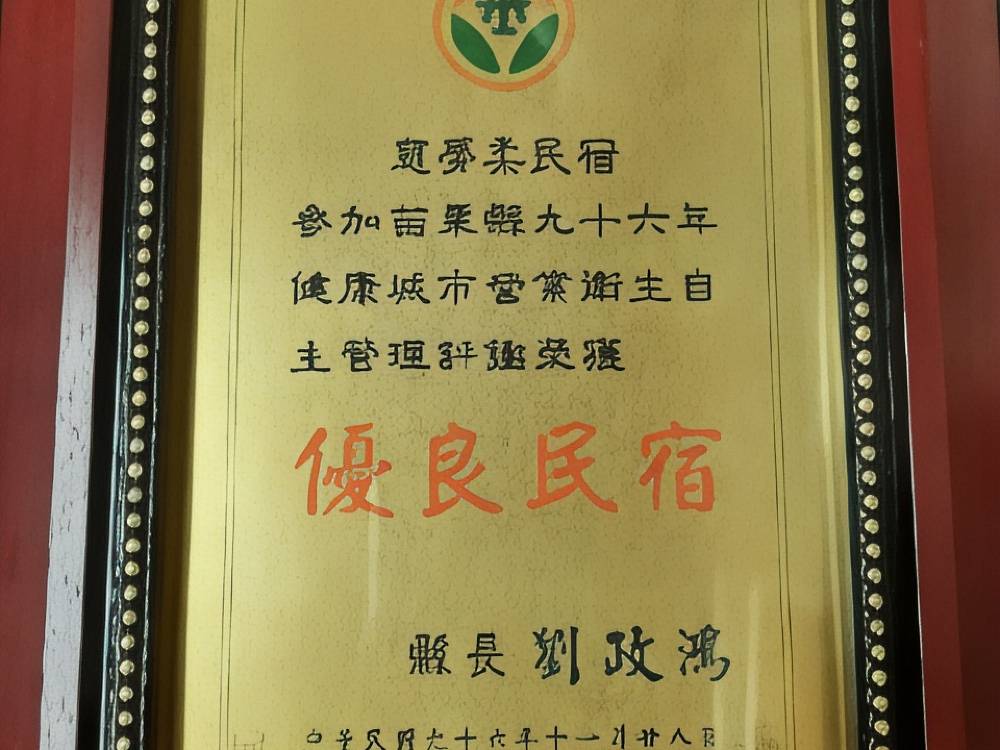 民宿
參加苗栗縣九十六年
健康城市營業衛生自
主管理評鑑榮獲
優良民宿
縣長 劉政鴻
中華民國九十六年十一月廿八日